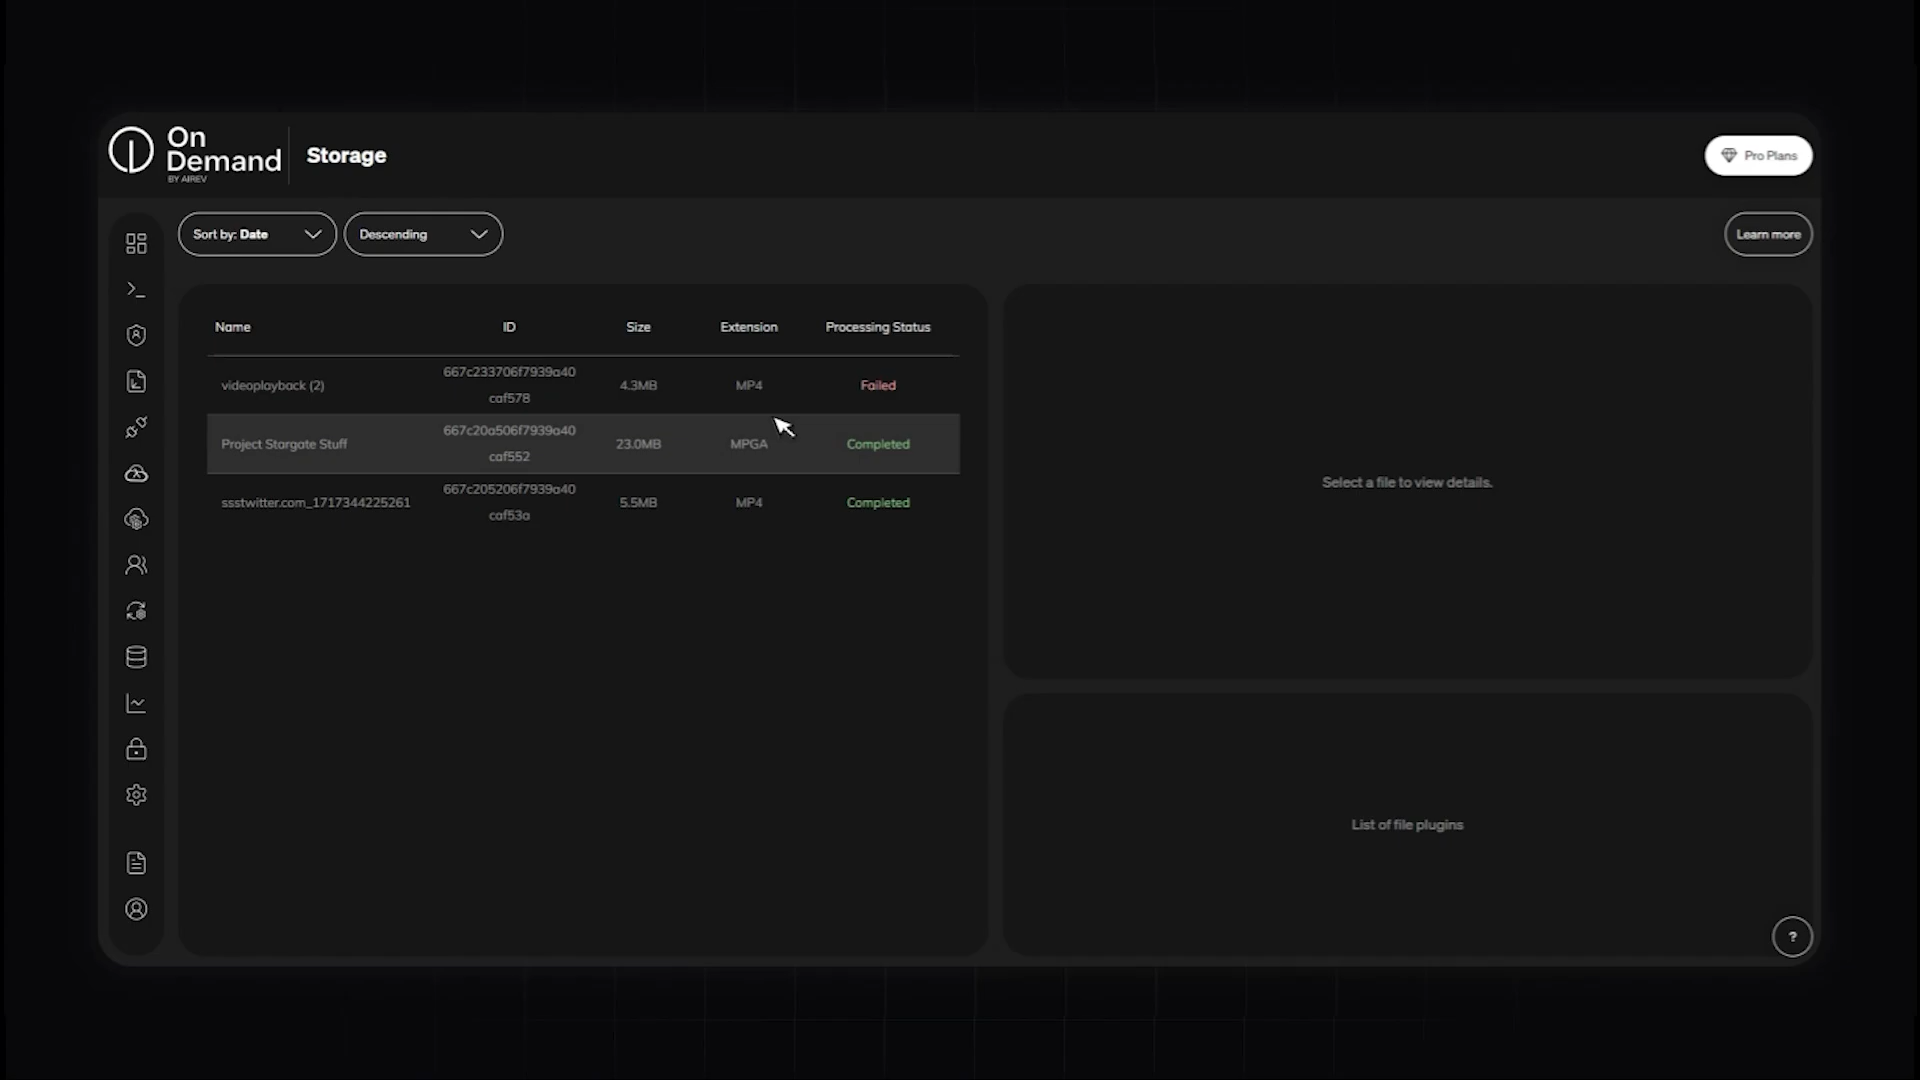 On
Demand
BY AIREV
Storage
Pro Plans
Sort by: Date
Descending
Learn more
Name ID Size Extension Processing Status
videoplayback (2) 667c233706f7939a40 4.3MB MP4 Failed
caf578
Project Stargate Stuff 667c20a506f7939a40 23.0MB MPGA Completed
caf552
ssstwitter.com_1717344225261 667c205206f7939a40 5.5MB MP4 Completed
caf53a
Select a file to view details.
List of file plugins
?